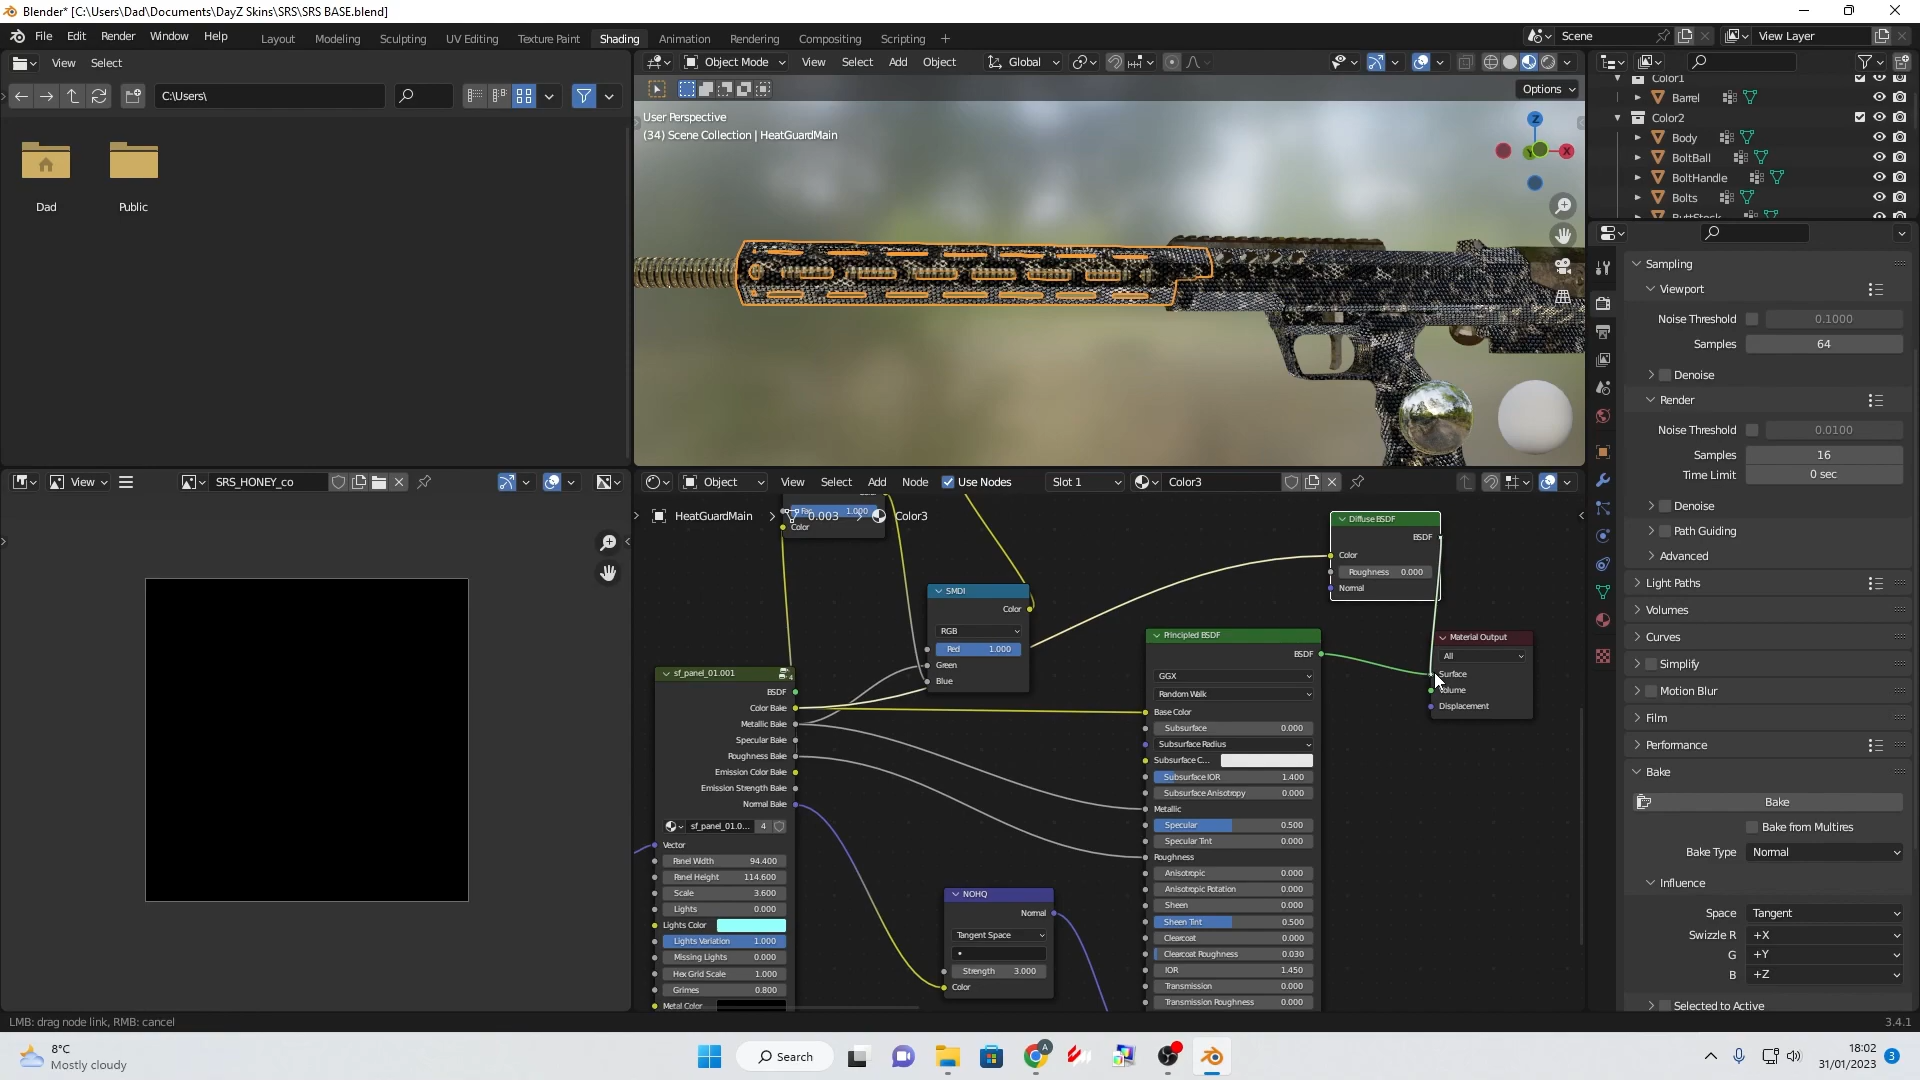 Blender* [C:\Users\Dad\Documents\DayZ Skins\SRS\SRS BASE.blend]
File Edit Render Window Help
Layout Modeling Sculpting UV Editing Texture Paint Shading Animation Rendering Compositing Scripting +
Scene
View Layer
View Select
C:\Users\
Dad Public
Object Mode View Select Add Object Global
Options
User Perspective
(34) Scene Collection | HeatGuardMain
Z
X
Color1
Barrel
Color2
Body
BoltBall
BoltHandle
Bolts
ButtStock
View SRS_HONEY_co
Object View Select Add Node Use Nodes Slot 1 Color3
HeatGuardMain > 0.003 > Color3
Fac 1.000
Color
SMDI
Color
RGB
Red 1.000
Green
Blue
Diffuse BSDF
BSDF
Color
Roughness 0.000
Normal
Material Output
All
Surface
Volume
Displacement
sf_panel_01.001
BSDF
Color Bake
Metallic Bake
Specular Bake
Roughness Bake
Emission Color Bake
Emission Strength Bake
Normal Bake
sf_panel_01.0... 4
Vector
Panel Width 94.400
Panel Height 114.600
Scale 3.600
Lights 0.000
Lights Color
Lights Variation 1.000
Missing Lights 0.000
Hex Grid Scale 1.000
Grimes 0.800
Metal Color
NOHQ
Normal
Tangent Space
Strength 3.000
Color
Principled BSDF
BSDF
GGX
Random Walk
Base Color
Subsurface 0.000
Subsurface Radius
Subsurface C...
Subsurface IOR 1.400
Subsurface Anisotropy 0.000
Metallic
Specular 0.500
Specular Tint 0.000
Roughness
Anisotropic 0.000
Anisotropic Rotation 0.000
Sheen 0.000
Sheen Tint 0.500
Clearcoat 0.000
Clearcoat Roughness 0.030
IOR 1.450
Transmission 0.000
Transmission Roughness 0.000
Sampling
Viewport
Noise Threshold 0.1000
Samples 64
Denoise
Render
Noise Threshold 0.0100
Samples 16
Time Limit 0 sec
Denoise
Path Guiding
Advanced
Light Paths
Volumes
Curves
Simplify
Motion Blur
Film
Performance
Bake
Bake
Bake from Multires
Bake Type Normal
Influence
Space Tangent
Swizzle R +X
G +Y
B +Z
Selected to Active
LMB: drag node link, RMB: cancel
3.4.1
8°C
Mostly cloudy
Search
A
18:02
31/01/2023
3